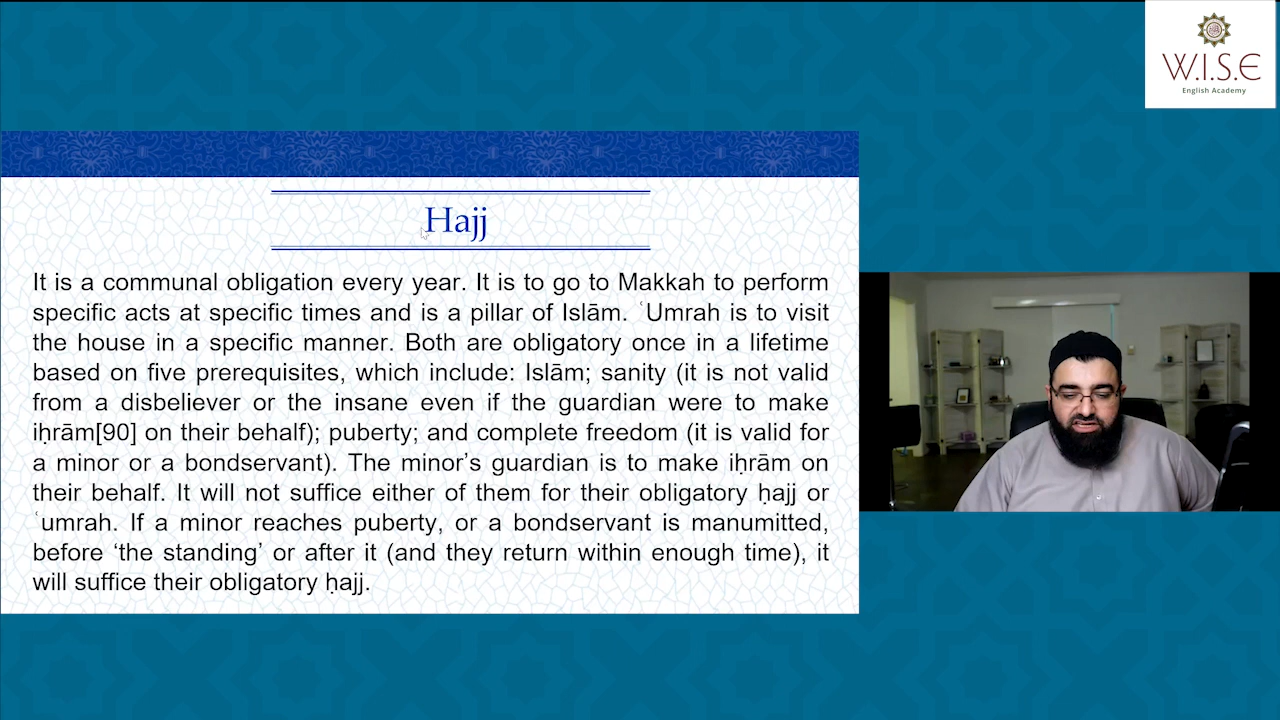 W.I.S.E
English Academy
Hajj
It is a communal obligation every year. It is to go to Makkah to perform
specific acts at specific times and is a pillar of Islām. ʿUmrah is to visit
the house in a specific manner. Both are obligatory once in a lifetime
based on five prerequisites, which include: Islām; sanity (it is not valid
from a disbeliever or the insane even if the guardian were to make
iḥrām[90] on their behalf); puberty; and complete freedom (it is valid for
a minor or a bondservant). The minor’s guardian is to make iḥrām on
their behalf. It will not suffice either of them for their obligatory ḥajj or
ʿumrah. If a minor reaches puberty, or a bondservant is manumitted,
before ‘the standing’ or after it (and they return within enough time), it
will suffice their obligatory ḥajj.